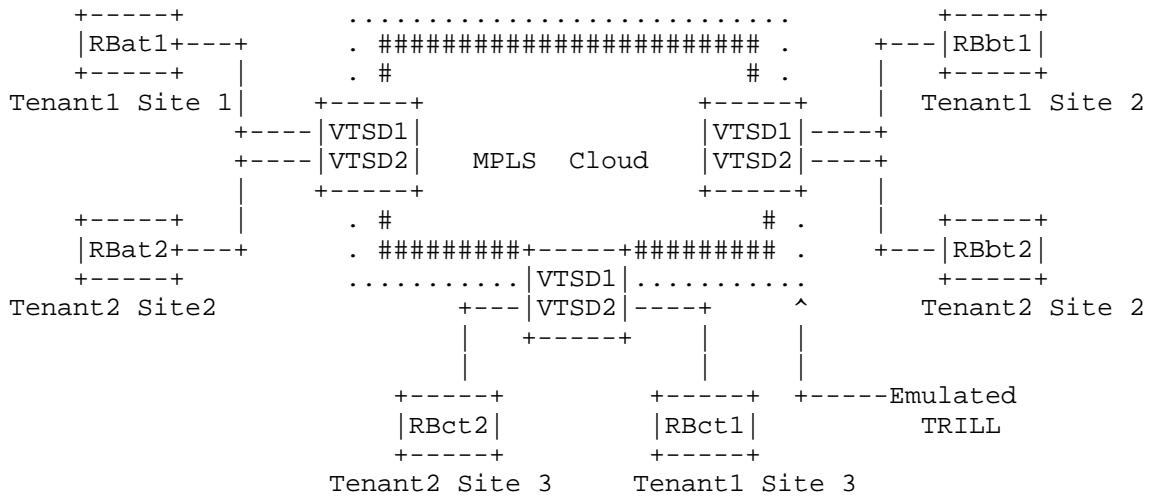 +-----+          ............................         +-----+
|RBat1+---+      . ######################## .    +---|RBbt1|
+-----+   |      . #                      # .    |   +-----+
Tenant1 Site 1|    +-----+                 +-----+    |  Tenant1 Site 2
+----|VTSD1|                 |VTSD1|----+
+----|VTSD2|   MPLS  Cloud   |VTSD2|----+
|    +-----+                 +-----+    |
+-----+   |      . #                       # .   |   +-----+
|RBat2+---+      . #########+-----+######### .   +---|RBbt2|
+-----+          ...........|VTSD1|...........       +-----+
Tenant2 Site2               +---|VTSD2|----+     ^       Tenant2 Site 2
|   +-----+    |     |
|              |     |
+-----+         +-----+  +-----Emulated
|RBct2|         |RBct1|        TRILL
+-----+         +-----+
Tenant2 Site 3     Tenant1 Site 3